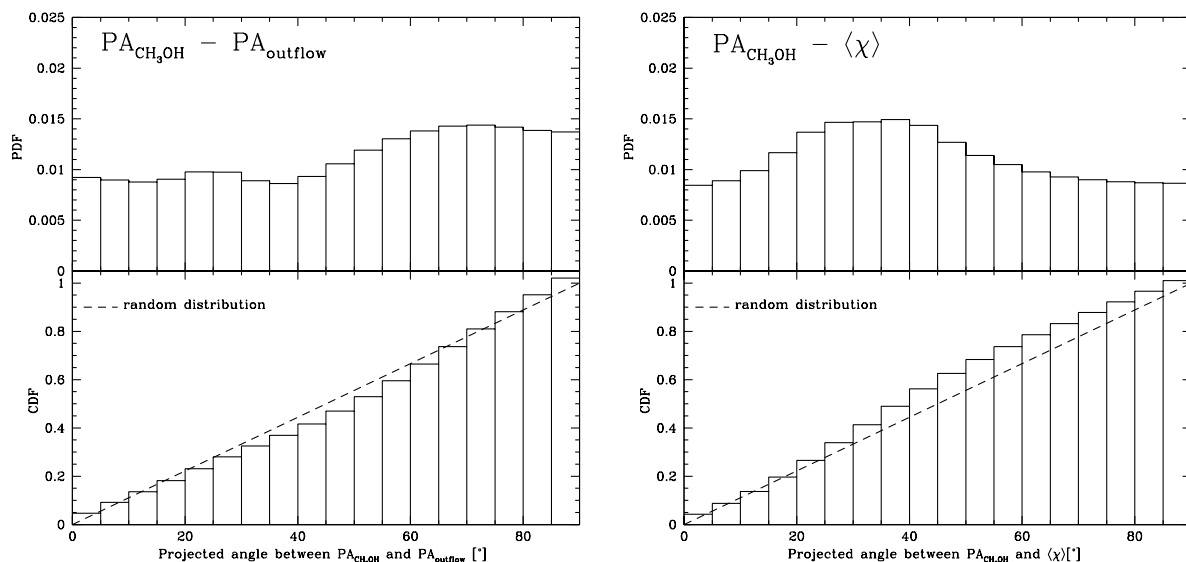 PA_CH₃OH − PA_outflow
0.025
0.02
0.015
0.01
0.005
0
PDF
1
0.8
0.6
0.4
0.2
0
CDF
random distribution
0 20 40 60 80
Projected angle between PA_CH₃OH and PA_outflow [°]
PA_CH₃OH − ⟨χ⟩
0.025
0.02
0.015
0.01
0.005
0
PDF
1
0.8
0.6
0.4
0.2
0
CDF
random distribution
0 20 40 60 80
Projected angle between PA_CH₃OH and ⟨χ⟩[°]